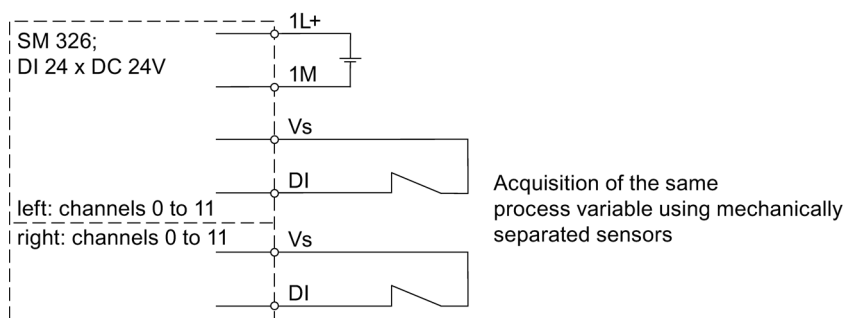 1L+
SM 326;
DI 24 x DC 24V
1M
Vs
DI
left: channels 0 to 11
Acquisition of the same
process variable using mechanically
separated sensors
right: channels 0 to 11
Vs
DI